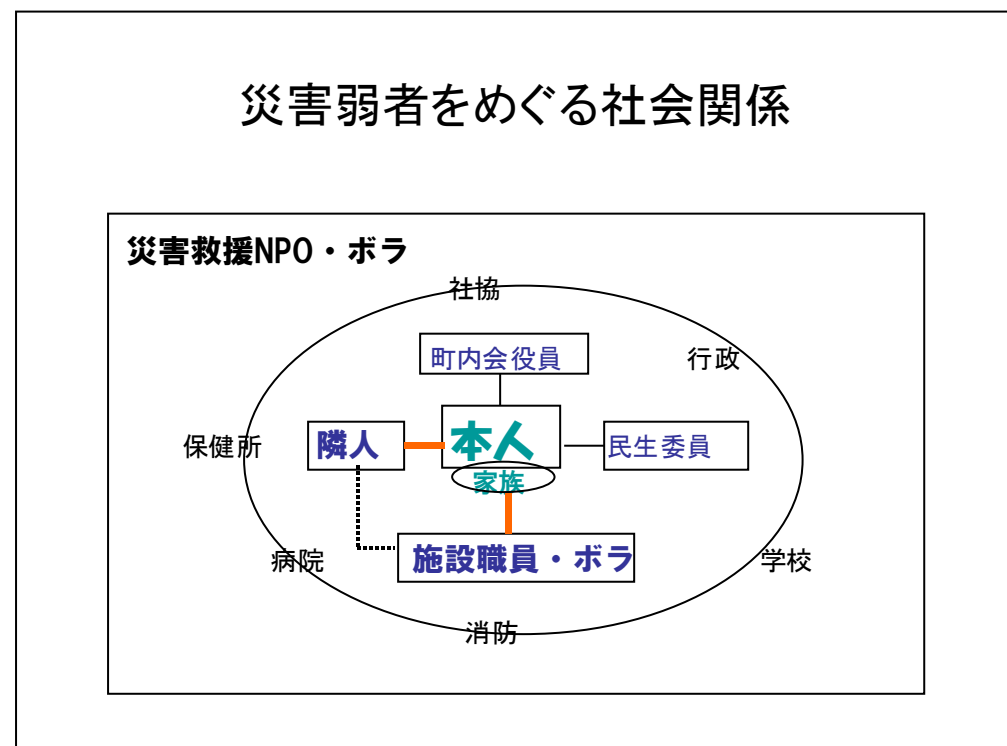 災害弱者をめぐる社会関係
災害救援NPO・ボラ
社協
町内会役員
行政
保健所
隣人
本人
民生委員
家族
施設職員・ボラ
病院
学校
消防